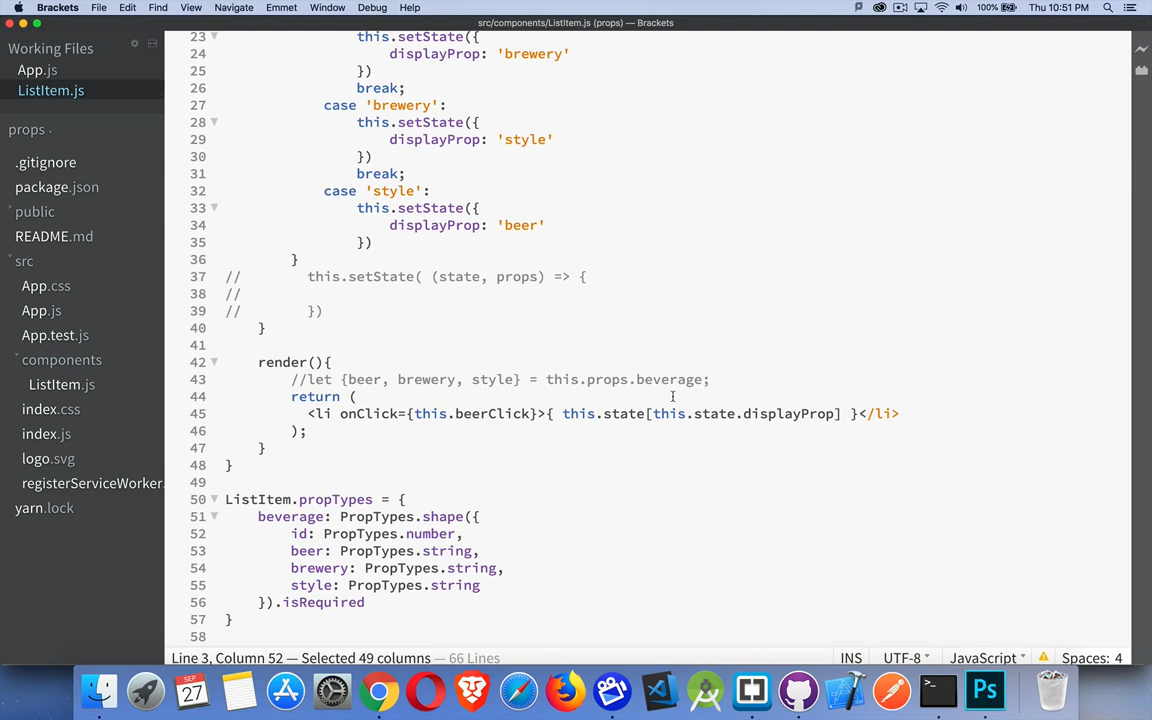 Brackets File Edit Find View Navigate Emmet Window Debug Help 100% Thu 10:51 PM
src/components/ListItem.js (props) — Brackets
Working Files
App.js
ListItem.js
props
.gitignore
package.json
public
README.md
src
App.css
App.js
App.test.js
components
ListItem.js
index.css
index.js
logo.svg
registerServiceWorker.
yarn.lock
23 this.setState({
24 displayProp: 'brewery'
25 })
26 break;
27 case 'brewery':
28 this.setState({
29 displayProp: 'style'
30 })
31 break;
32 case 'style':
33 this.setState({
34 displayProp: 'beer'
35 })
36 }
37 // this.setState( (state, props) => {
38 //
39 // })
40 }
41
42 render(){
43 //let {beer, brewery, style} = this.props.beverage;
44 return (
45 <li onClick={this.beerClick}>{ this.state[this.state.displayProp] }</li>
46 );
47 }
48 }
49
50 ListItem.propTypes = {
51 beverage: PropTypes.shape({
52 id: PropTypes.number,
53 beer: PropTypes.string,
54 brewery: PropTypes.string,
55 style: PropTypes.string
56 }).isRequired
57 }
58
Line 3, Column 52 — Selected 49 columns — 66 Lines INS UTF-8 JavaScript Spaces: 4
SEP
27
>_
Ps